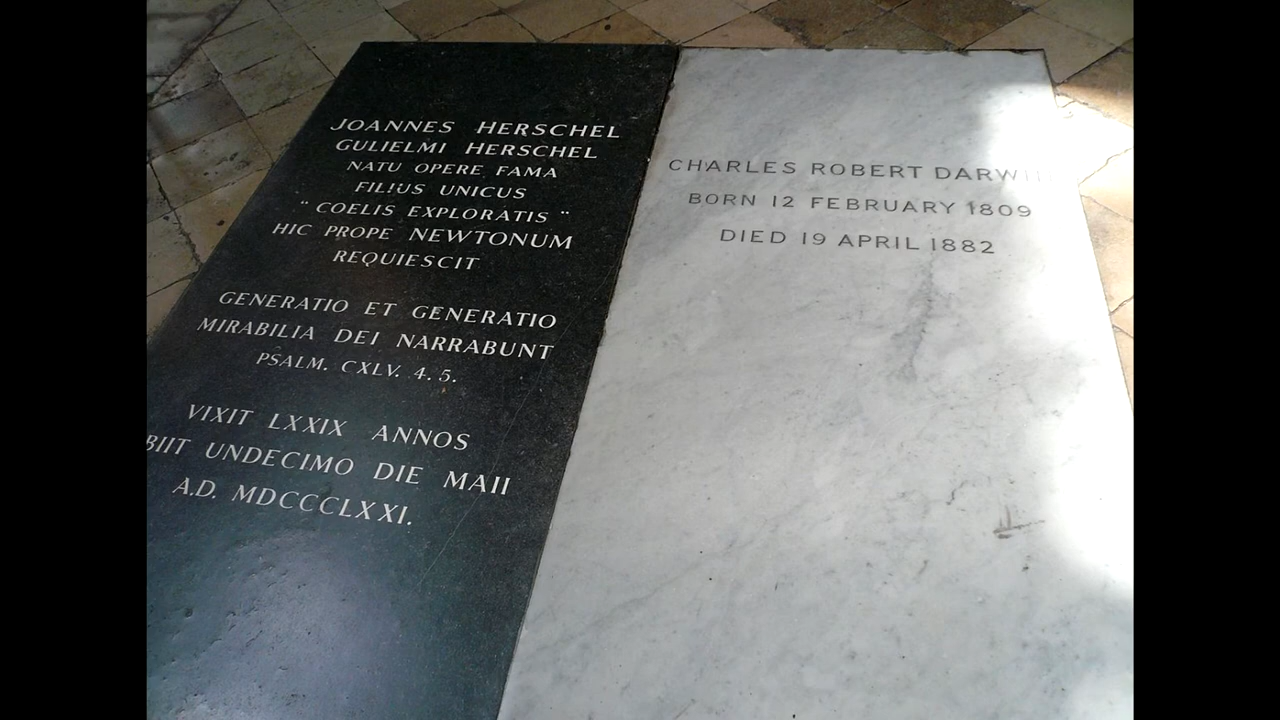 JOANNES HERSCHEL
GULIELMI HERSCHEL
NATU OPERE FAMA
FILIUS UNICUS
"COELIS EXPLORATIS"
HIC PROPE NEWTONUM
REQUIESCIT
GENERATIO ET GENERATIO
MIRABILIA DEI NARRABUNT
PSALM. CXLV. 4. 5.
VIXIT LXXIX ANNOS
BIIT UNDECIMO DIE MAII
A.D. MDCCCLXXI.
CHARLES ROBERT DARWIN
BORN 12 FEBRUARY 1809
DIED 19 APRIL 1882